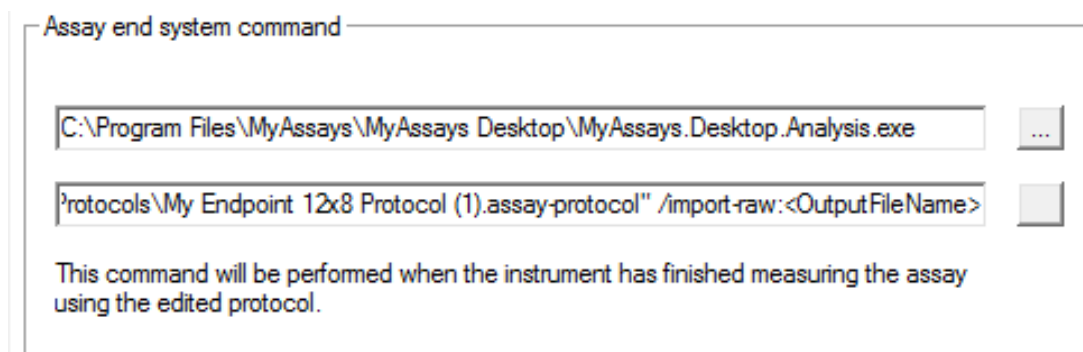 Assay end system command
C:\Program Files\MyAssays\MyAssays Desktop\MyAssays.Desktop.Analysis.exe
...
Protocols\My Endpoint 12x8 Protocol (1).assay-protocol" /import-raw:<OutputFileName>
This command will be performed when the instrument has finished measuring the assay
using the edited protocol.